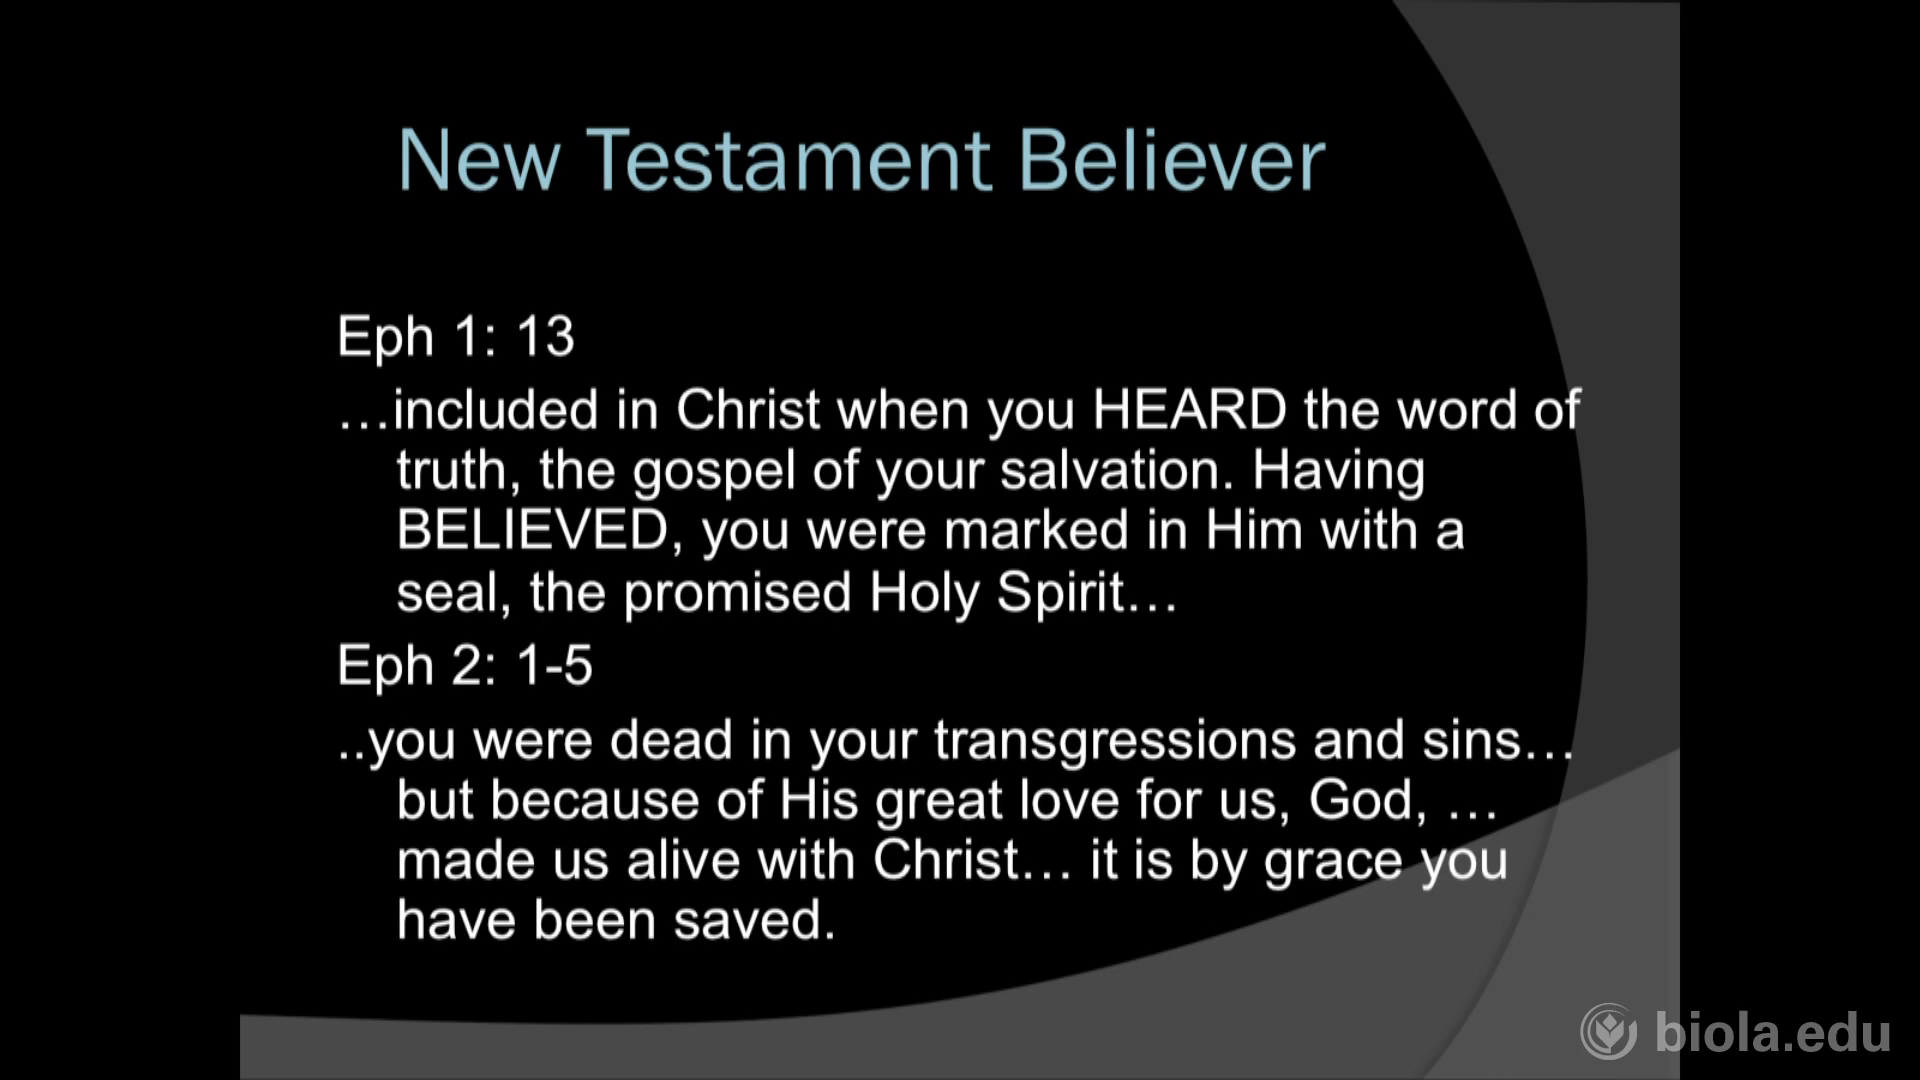 New Testament Believer
Eph 1: 13
…included in Christ when you HEARD the word of
truth, the gospel of your salvation. Having
BELIEVED, you were marked in Him with a
seal, the promised Holy Spirit…
Eph 2: 1-5
..you were dead in your transgressions and sins…
but because of His great love for us, God, …
made us alive with Christ… it is by grace you
have been saved.
biola.edu